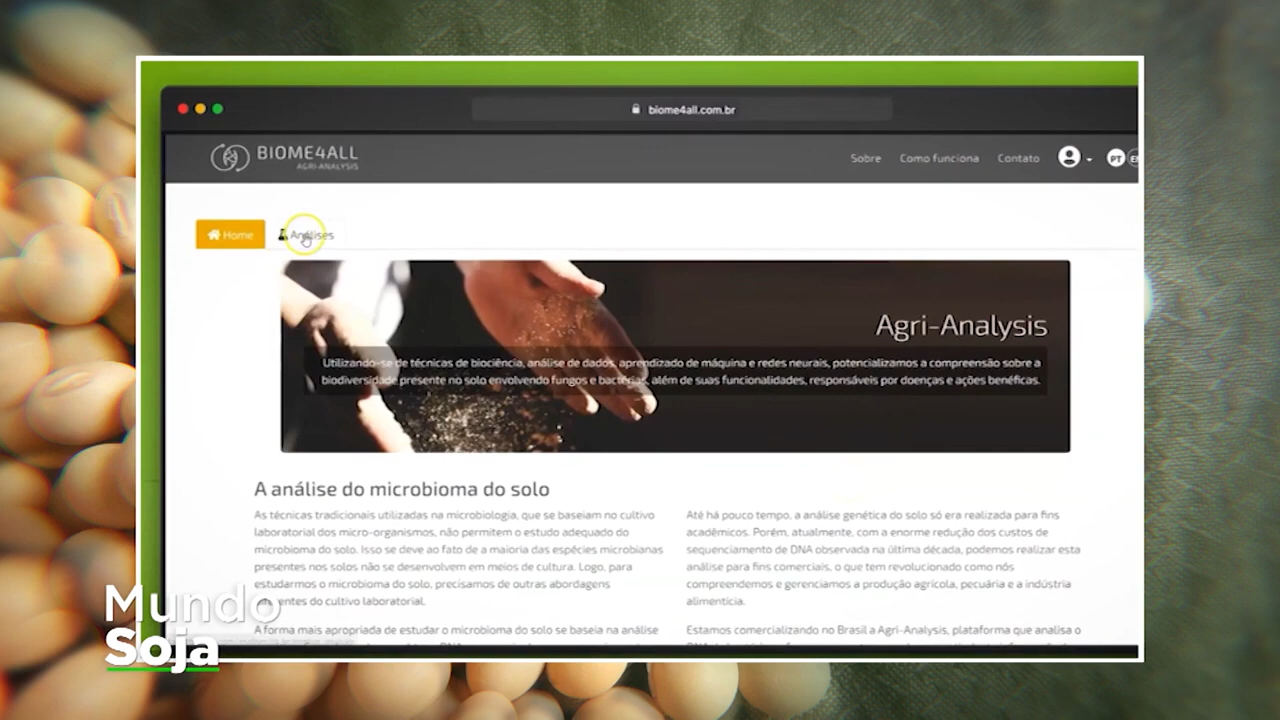 biome4all.com.br
BIOME4ALL
AGRI-ANALYSIS
Sobre Como funciona Contato PT
Home Análises
Agri-Analysis
Utilizando-se de técnicas de biociência, análise de dados, aprendizado de máquina e redes neurais, potencializamos a compreensão sobre a
biodiversidade presente no solo envolvendo fungos e bactérias, além de suas funcionalidades, responsáveis por doenças e ações benéficas.
A análise do microbioma do solo
As técnicas tradicionais utilizadas na microbiologia, que se baseiam no cultivo
laboratorial dos micro-organismos, não permitem o estudo adequado do
microbioma do solo. Isso se deve ao fato de a maioria das espécies microbianas
presentes nos solos não se desenvolvem em meios de cultura. Logo, para
estudarmos o microbioma do solo, precisamos de outras abordagens
diferentes do cultivo laboratorial.
A forma mais apropriada de estudar o microbioma do solo se baseia na análise
Até há pouco tempo, a análise genética do solo só era realizada para fins
acadêmicos. Porém, atualmente, com a enorme redução dos custos de
sequenciamento de DNA observada na última década, podemos realizar esta
análise para fins comerciais, o que tem revolucionado como nós
compreendemos e gerenciamos a produção agrícola, pecuária e a indústria
alimentícia.
Estamos comercializando no Brasil a Agri-Analysis, plataforma que analisa o
Mundo
Soja